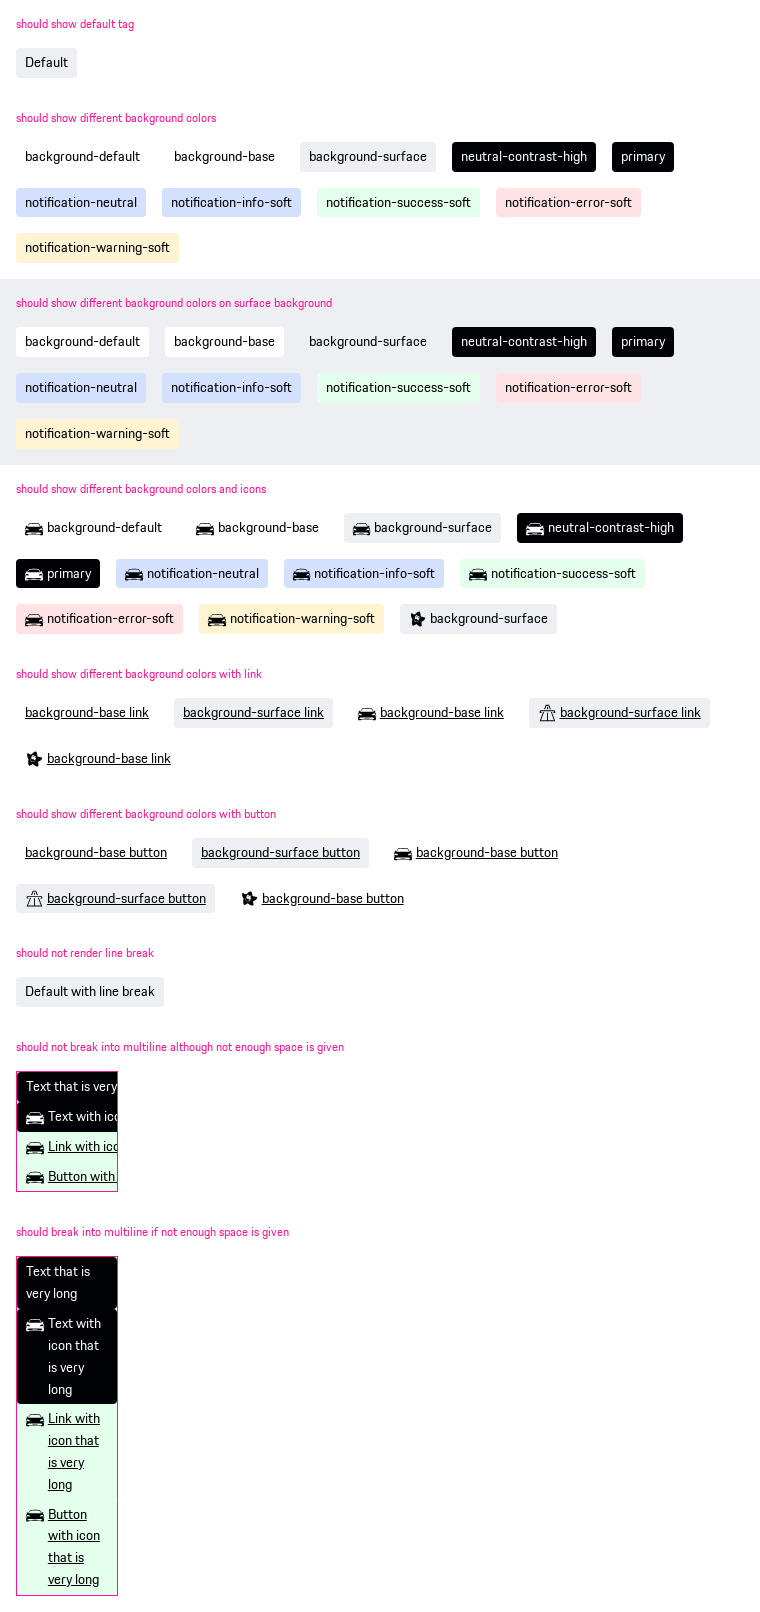 should show default tag
Default
should show different background colors
background-default background-base background-surface neutral-contrast-high primary
notification-neutral notification-info-soft notification-success-soft notification-error-soft
notification-warning-soft
should show different background colors on surface background
background-default background-base background-surface neutral-contrast-high primary
notification-neutral notification-info-soft notification-success-soft notification-error-soft
notification-warning-soft
should show different background colors and icons
background-default background-base background-surface neutral-contrast-high
primary notification-neutral notification-info-soft notification-success-soft
notification-error-soft notification-warning-soft background-surface
should show different background colors with link
background-base link background-surface link background-base link background-surface link
background-base link
should show different background colors with button
background-base button background-surface button background-base button
background-surface button background-base button
should not render line break
Default with line break
should not break into multiline although not enough space is given
Text that is very
Text with ico
Link with ico
Button with
should break into multiline if not enough space is given
Text that is
very long
Text with
icon that
is very
long
Link with
icon that
is very
long
Button
with icon
that is
very long